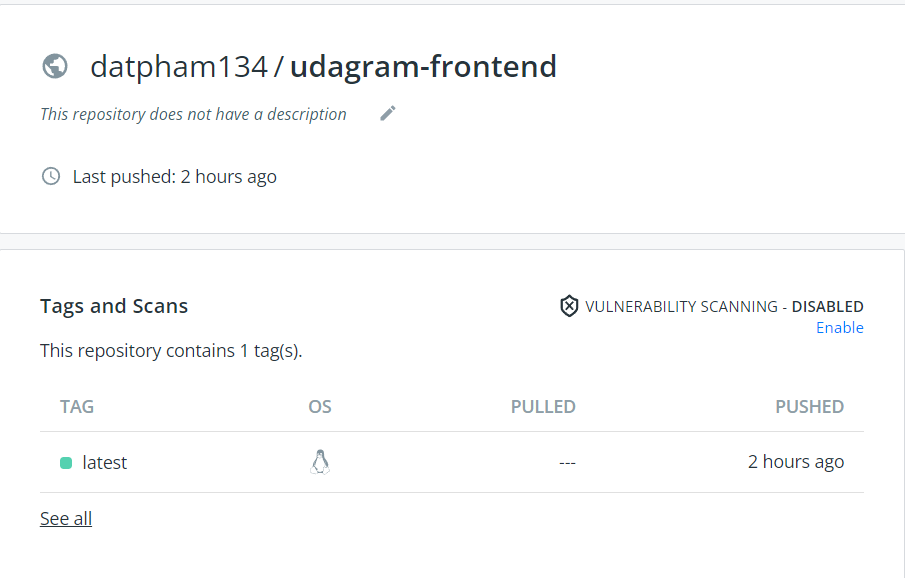 datpham134 / udagram-frontend
This repository does not have a description
Last pushed: 2 hours ago
Tags and Scans
VULNERABILITY SCANNING - DISABLED
Enable
This repository contains 1 tag(s).
TAG OS PULLED PUSHED
latest --- 2 hours ago
See all